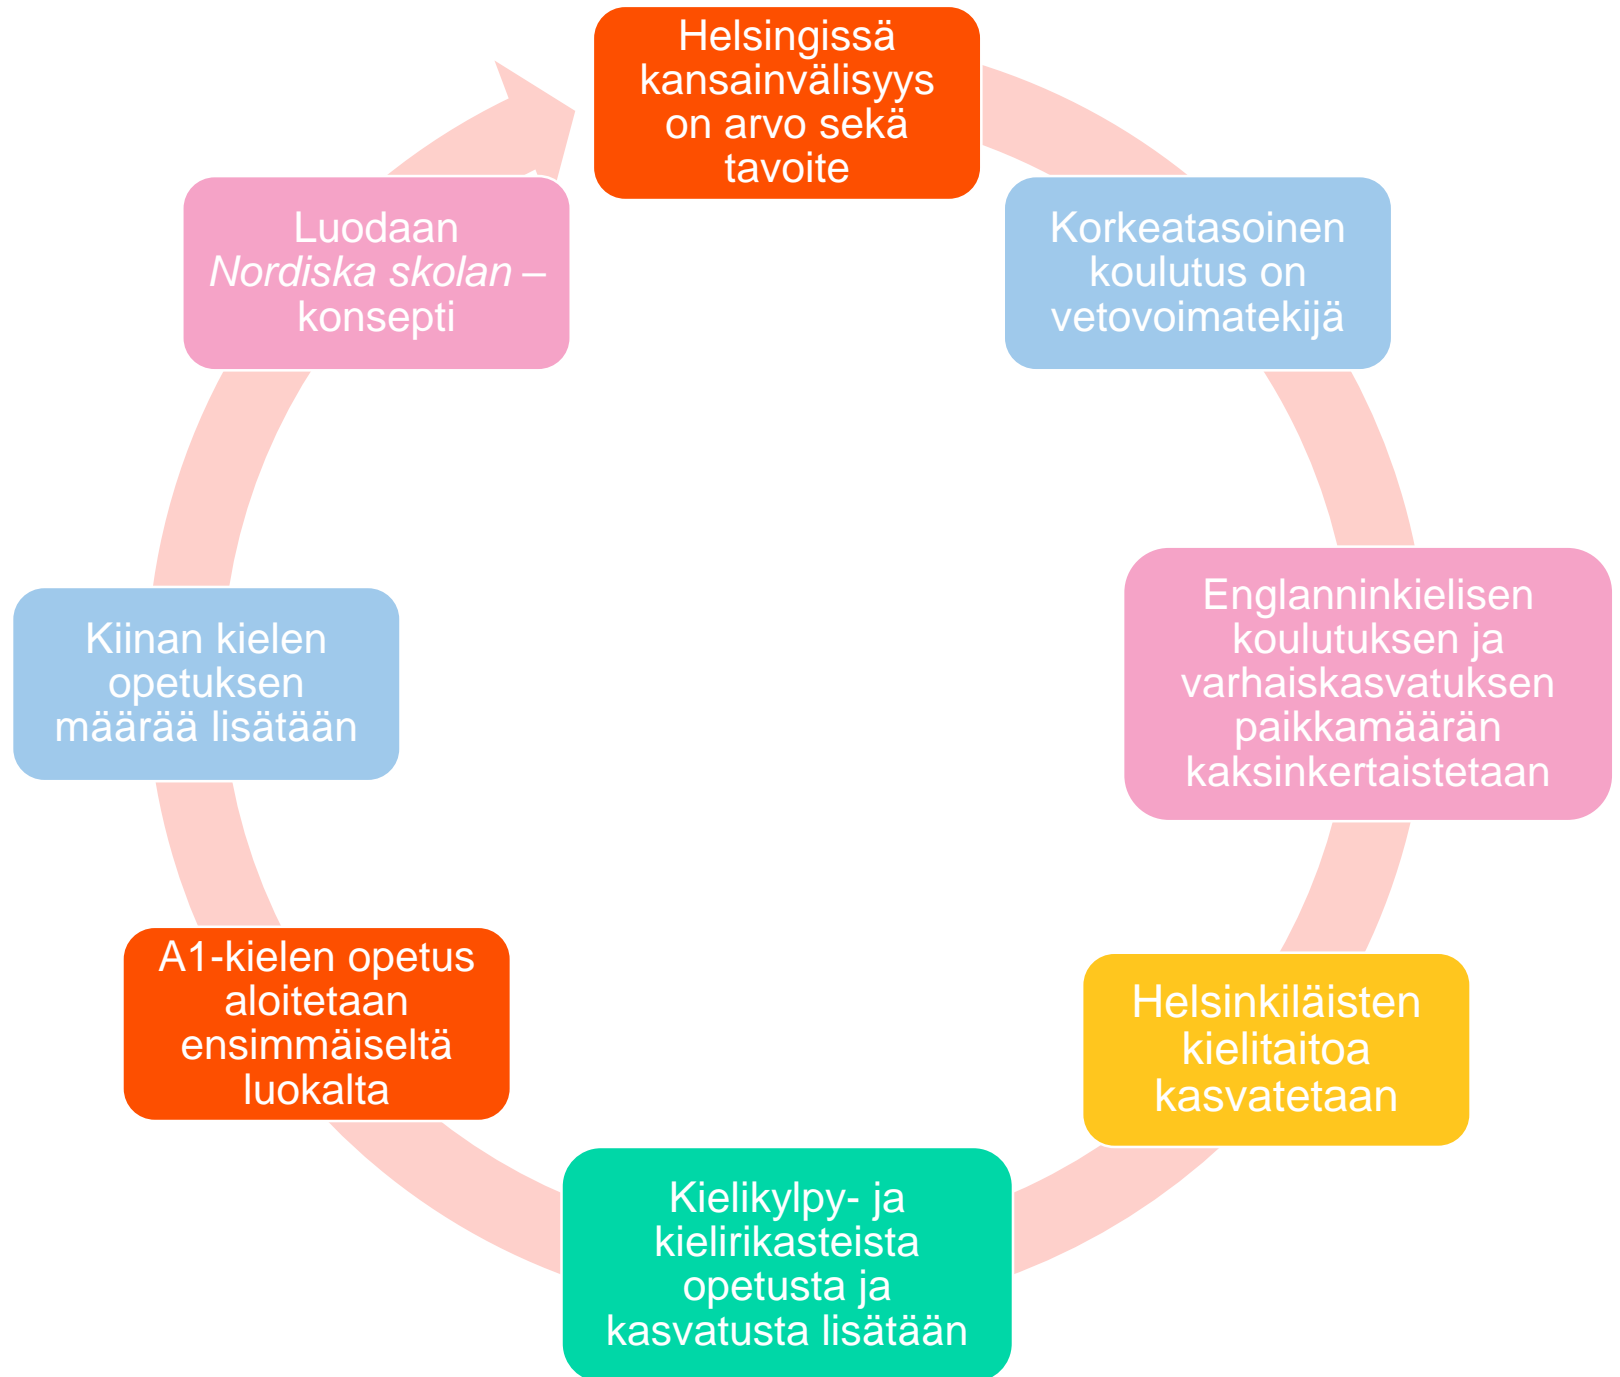 Helsingissä
kansainvälisyys
on arvo sekä
tavoite
Korkeatasoinen
koulutus on
vetovoimatekijä
Englanninkielisen
koulutuksen ja
varhaiskasvatuksen
paikkamäärän
kaksinkertaistetaan
Helsinkiläisten
kielitaitoa
kasvatetaan
Kielikylpy- ja
kielirikasteista
opetusta ja
kasvatusta lisätään
A1-kielen opetus
aloitetaan
ensimmäiseltä
luokalta
Kiinan kielen
opetuksen
määrää lisätään
Luodaan
Nordiska skolan –
konsepti